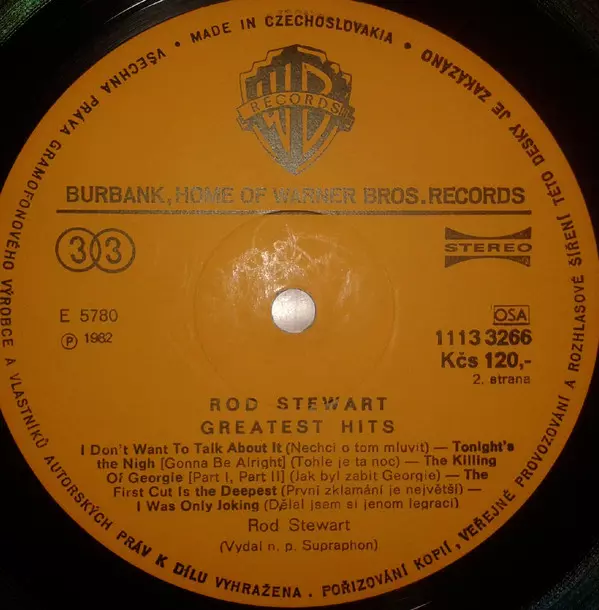 • MADE IN CZECHOSLOVAKIA •
VŠECHNA PRÁVA GRAMOFONOVÉHO VÝROBCE A VLASTNÍKŮ AUTORSKÝCH PRÁV K DÍLU VYHRAŽENA. POŘIZOVÁNÍ KOPIÍ, VEŘEJNÉ PROVOZOVÁNÍ A ROZHLASOVÉ ŠÍŘENÍ TÉTO DESKY JE ZAKÁZÁNO
WB
RECORDS
BURBANK, HOME OF WARNER BROS. RECORDS
33
STEREO
E 5780
Ⓟ 1982
OSA
1113 3266
Kčs 120,-
2. strana
ROD STEWART
GREATEST HITS
I Don't Want To Talk About It (Nechci o tom mluvit) — Tonight's
the Nigh [Gonna Be Alright] (Tohle je ta noc) — The Killing
Of Georgie [Part I, Part II] (Jak byl zabit Georgie) — The
First Cut Is the Deepest (První zklamání je největší) —
I Was Only Joking (Dělal jsem si jenom legraci)
Rod Stewart
(Vydal n. p. Supraphon)